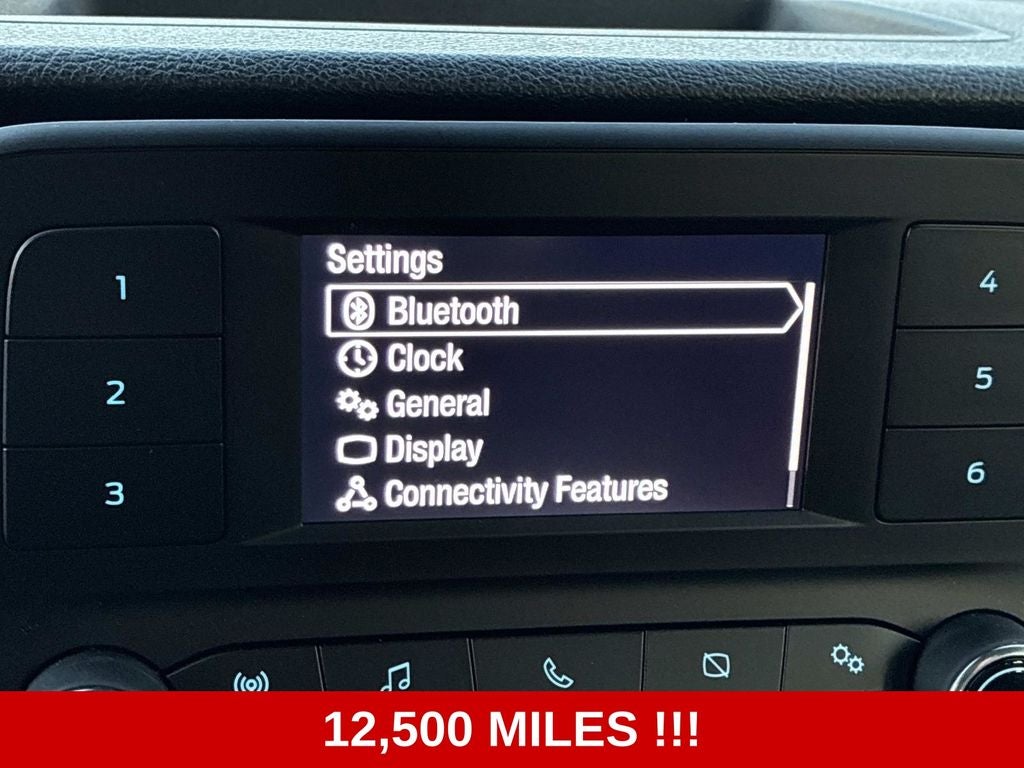 Settings
Bluetooth
Clock
General
Display
Connectivity Features
1
2
3
4
5
6
12,500 MILES !!!